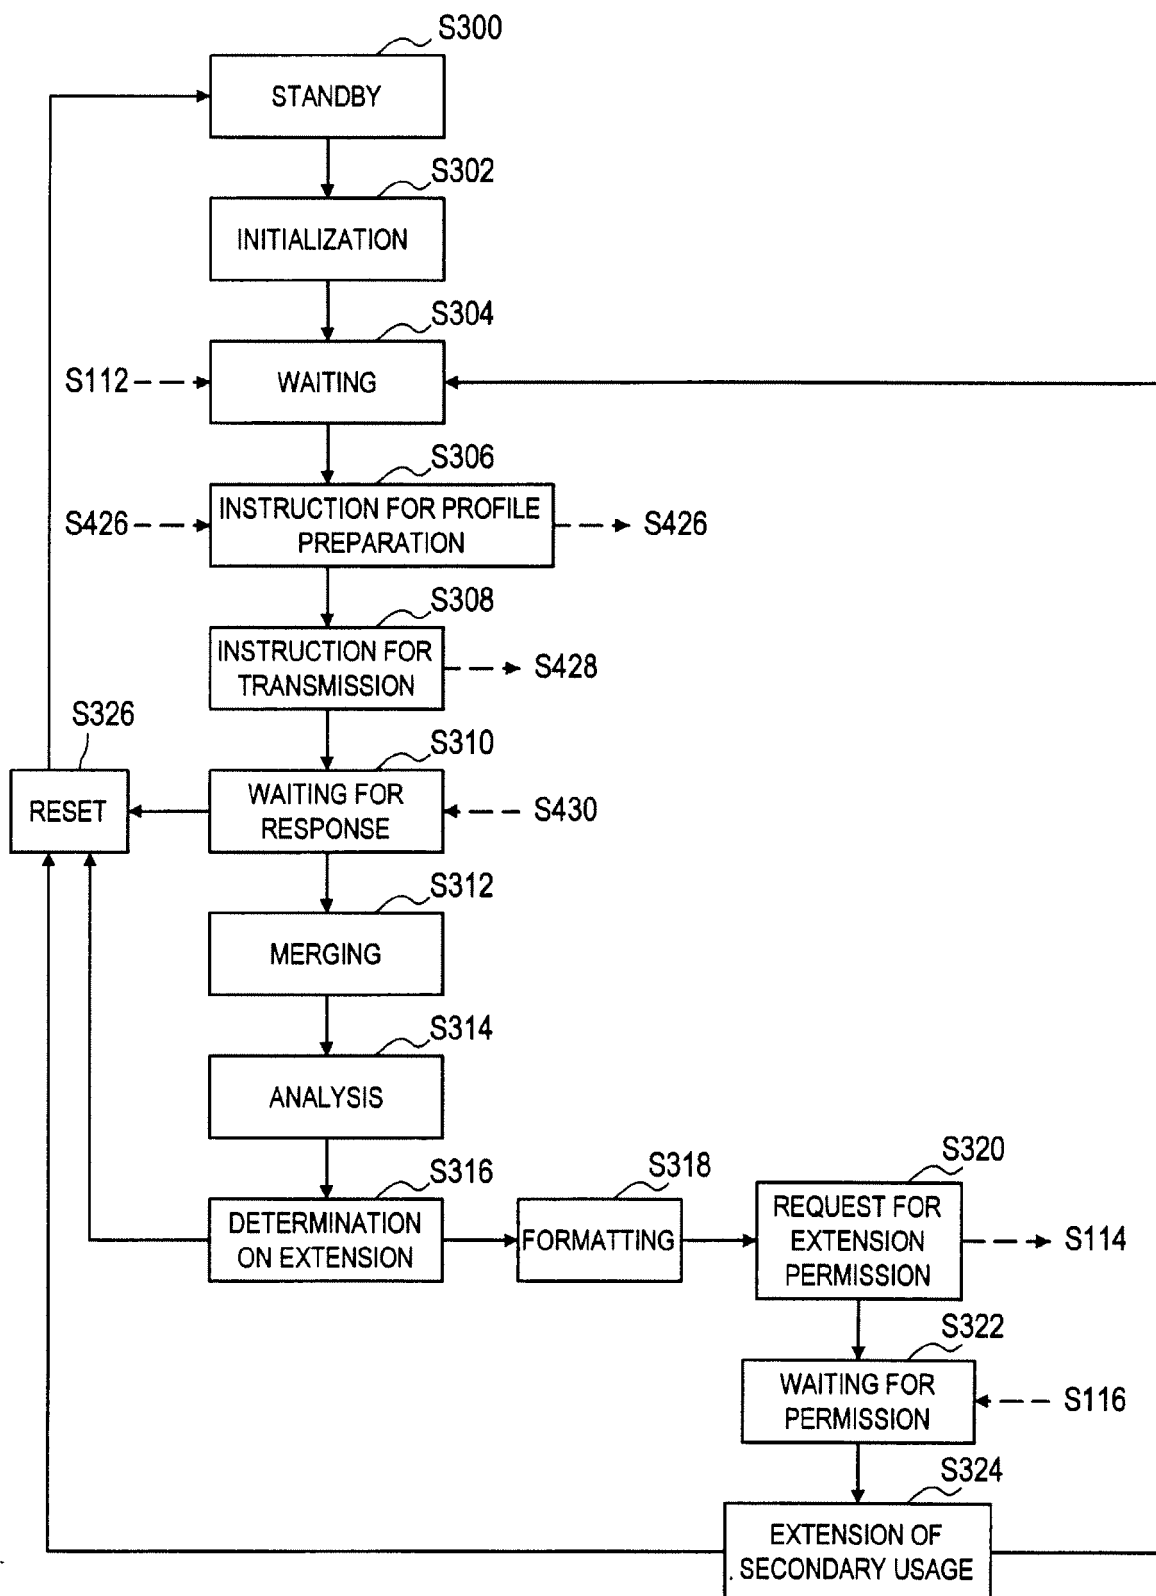 S300
STANDBY
S302
INITIALIZATION
S304
S112
WAITING
S306
S426
INSTRUCTION FOR PROFILE
PREPARATION
S426
S308
INSTRUCTION FOR
TRANSMISSION
S428
S326
RESET
S310
WAITING FOR
RESPONSE
S430
S312
MERGING
S314
ANALYSIS
S316
DETERMINATION
ON EXTENSION
S318
FORMATTING
S320
REQUEST FOR
EXTENSION
PERMISSION
S114
S322
WAITING FOR
PERMISSION
S116
S324
EXTENSION OF
SECONDARY USAGE